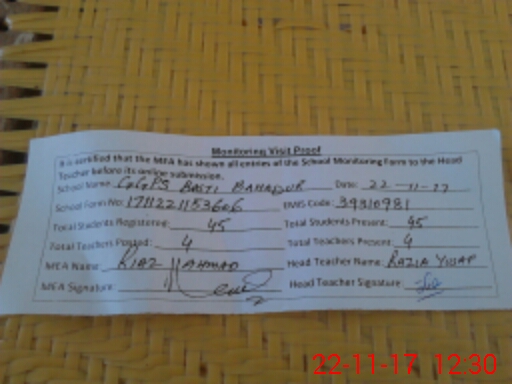 Monitoring Visit Proof
It is certified that the MEA has shown all entries of the School Monitoring Form to the Head
Teacher before its online submission.
School Name: GGPS BASTI BAHADUR Date: 22-11-17
School Form No: EMIS Code: 39310981
Total Students Registered: 45 Total Students Present: 45
Total Teachers Posted: 4 Total Teachers Present: 4
MEA Name: RIAZ AHMAD Head Teacher Name: RAZIA
MEA Signature: Head Teacher Signature:
22-11-17 12:30